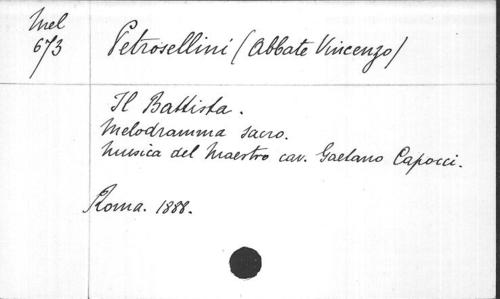 Mel
673
Petrosellini (Abbate Vincenzo)
Il Battista.
Melodramma sacro.
Musica del Maestro cav. Gaetano Capocci.
Roma. 1888.